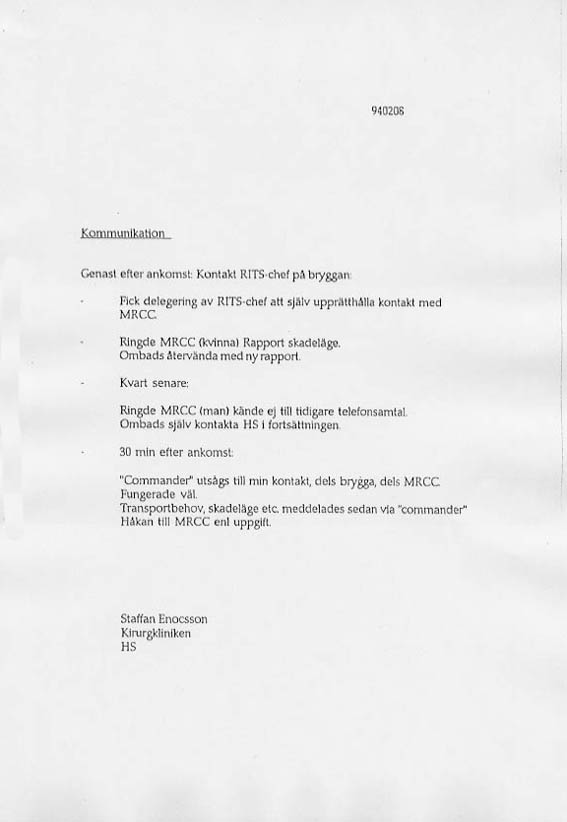 940208
Kommunikation
Genast efter ankomst: Kontakt RITS-chef på bryggan:
- Fick delegering av RITS-chef att själv upprätthålla kontakt med
MRCC.
- Ringde MRCC (kvinna) Rapport skadeläge.
Ombads återvända med ny rapport.
- Kvart senare:
Ringde MRCC (man) kände ej till tidigare telefonsamtal.
Ombads själv kontakta HS i fortsättningen.
- 30 min efter ankomst:
"Commander" utsågs till min kontakt, dels brygga, dels MRCC.
Fungerade väl.
Transportbehov, skadeläge etc. meddelades sedan via "commander"
Håkan till MRCC enl uppgift.
Staffan Enocsson
Kirurgkliniken
HS